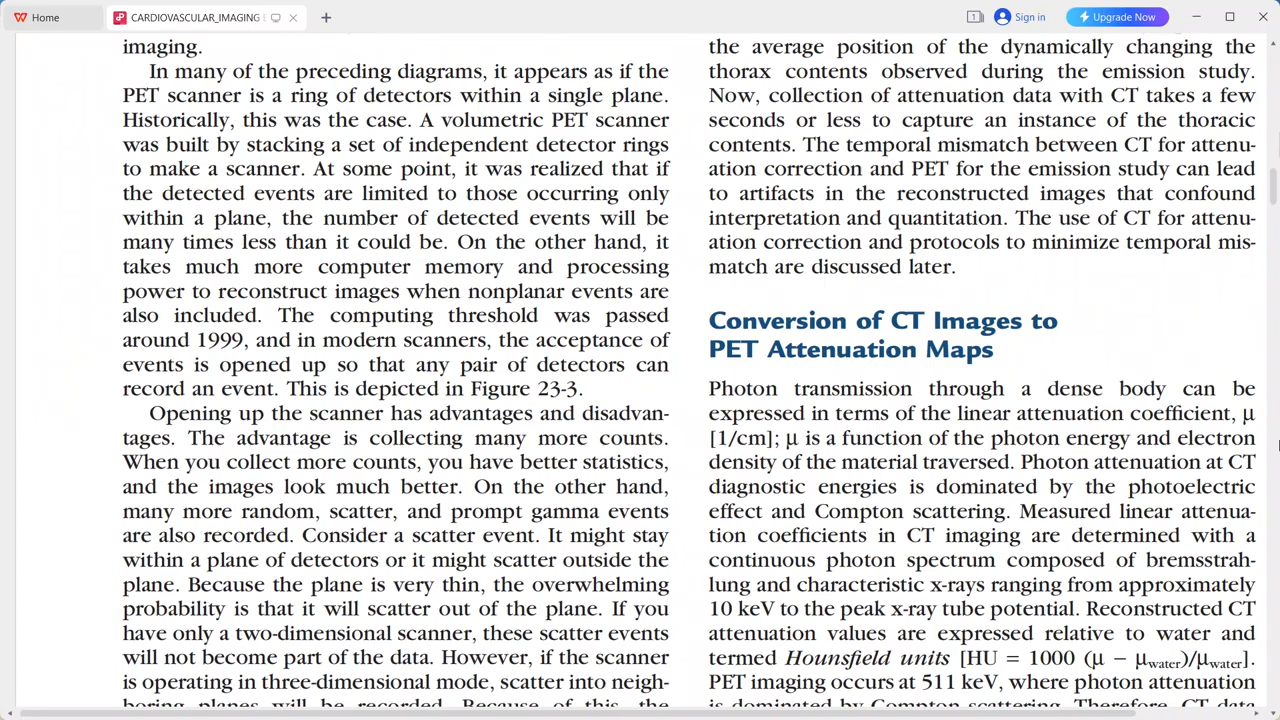 Home
CARDIOVASCULAR_IMAGING
Sign in
Upgrade Now
imaging.
In many of the preceding diagrams, it appears as if the
PET scanner is a ring of detectors within a single plane.
Historically, this was the case. A volumetric PET scanner
was built by stacking a set of independent detector rings
to make a scanner. At some point, it was realized that if
the detected events are limited to those occurring only
within a plane, the number of detected events will be
many times less than it could be. On the other hand, it
takes much more computer memory and processing
power to reconstruct images when nonplanar events are
also included. The computing threshold was passed
around 1999, and in modern scanners, the acceptance of
events is opened up so that any pair of detectors can
record an event. This is depicted in Figure 23-3.
Opening up the scanner has advantages and disadvan-
tages. The advantage is collecting many more counts.
When you collect more counts, you have better statistics,
and the images look much better. On the other hand,
many more random, scatter, and prompt gamma events
are also recorded. Consider a scatter event. It might stay
within a plane of detectors or it might scatter outside the
plane. Because the plane is very thin, the overwhelming
probability is that it will scatter out of the plane. If you
have only a two-dimensional scanner, these scatter events
will not become part of the data. However, if the scanner
is operating in three-dimensional mode, scatter into neigh-
boring planes will be recorded. Because of this, the
the average position of the dynamically changing the
thorax contents observed during the emission study.
Now, collection of attenuation data with CT takes a few
seconds or less to capture an instance of the thoracic
contents. The temporal mismatch between CT for attenu-
ation correction and PET for the emission study can lead
to artifacts in the reconstructed images that confound
interpretation and quantitation. The use of CT for attenu-
ation correction and protocols to minimize temporal mis-
match are discussed later.
Conversion of CT Images to
PET Attenuation Maps
Photon transmission through a dense body can be
expressed in terms of the linear attenuation coefficient, μ
[1/cm]; μ is a function of the photon energy and electron
density of the material traversed. Photon attenuation at CT
diagnostic energies is dominated by the photoelectric
effect and Compton scattering. Measured linear attenua-
tion coefficients in CT imaging are determined with a
continuous photon spectrum composed of bremsstrah-
lung and characteristic x-rays ranging from approximately
10 keV to the peak x-ray tube potential. Reconstructed CT
attenuation values are expressed relative to water and
termed Hounsfield units [HU = 1000 (μ − μwater)/μwater].
PET imaging occurs at 511 keV, where photon attenuation
is dominated by Compton scattering. Therefore, CT data